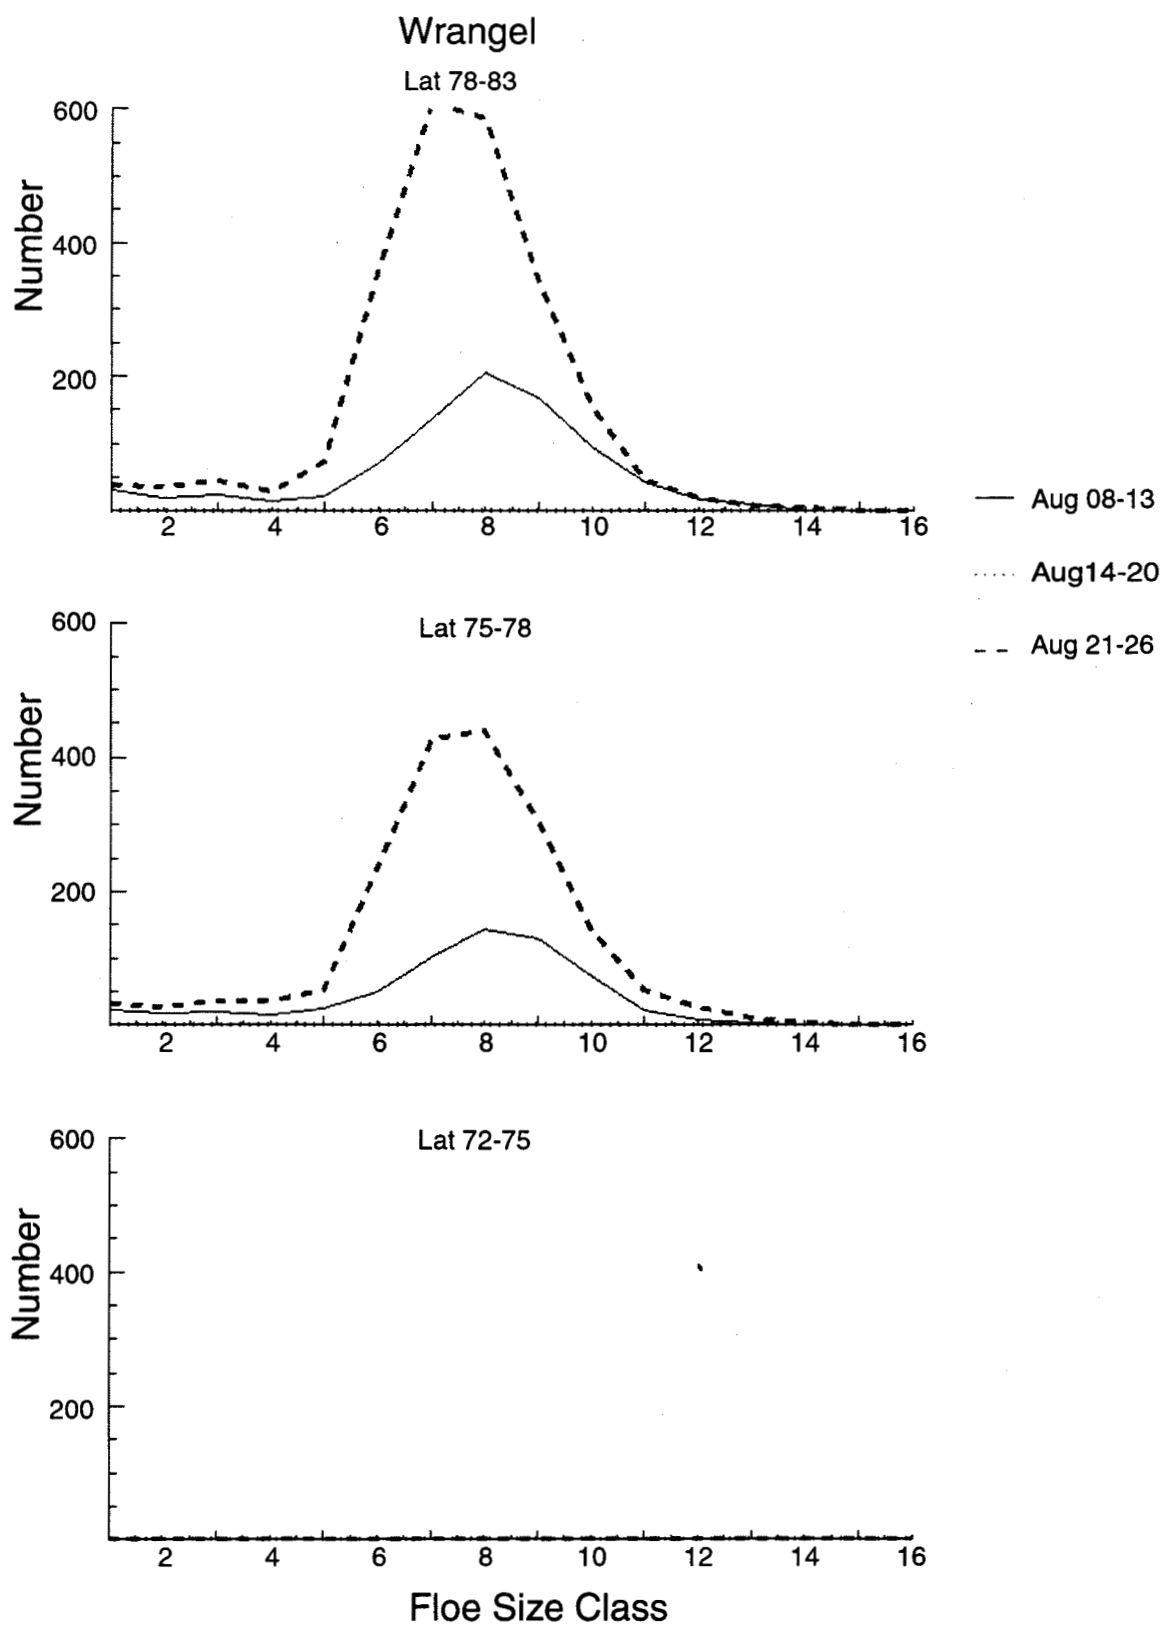 Wrangel
Lat 78-83
600
400
200
Number
2 4 6 8 10 12 14 16
Aug 08-13
Aug14-20
Aug 21-26
Lat 75-78
600
400
200
Number
2 4 6 8 10 12 14 16
Lat 72-75
600
400
200
Number
2 4 6 8 10 12 14 16
Floe Size Class